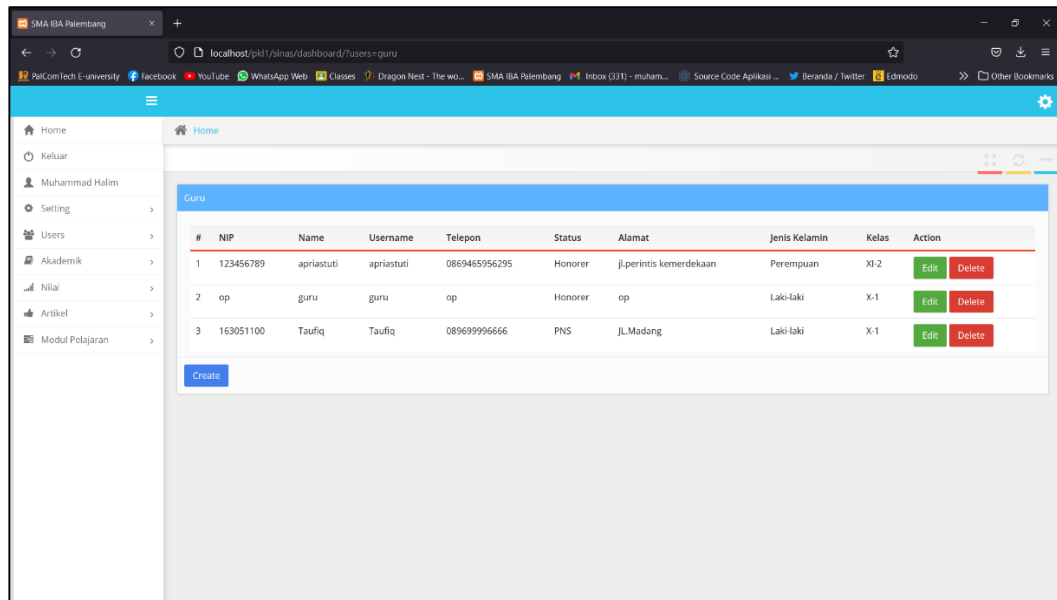 SMA IBA Palembang
localhost/pkl1/sinas/dashboard/?users=guru
PalComTech E-university Facebook YouTube WhatsApp Web Classes Dragon Nest - The wo... SMA IBA Palembang Inbox (331) - muham... Source Code Aplikasi ... Beranda / Twitter Edmodo Other Bookmarks
Home
Keluar
Muhammad Halim
Setting
Users
Akademik
Nilai
Artikel
Modul Pelajaran
Home
Guru
# NIP Name Username Telepon Status Alamat Jenis Kelamin Kelas Action
1 123456789 apriastuti apriastuti 0869465956295 Honorer jl.perintis kemerdekaan Perempuan XI-2 Edit Delete
2 op guru guru op Honorer op Laki-laki X-1 Edit Delete
3 163051100 Taufiq Taufiq 089699996666 PNS JL.Madang Laki-laki X-1 Edit Delete
Create